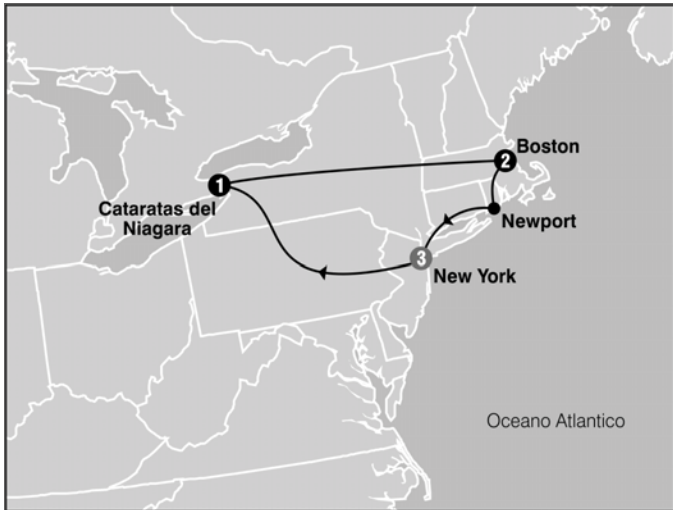 Boston
2
1
Cataratas del
Niagara
Newport
3
New York
Oceano Atlantico